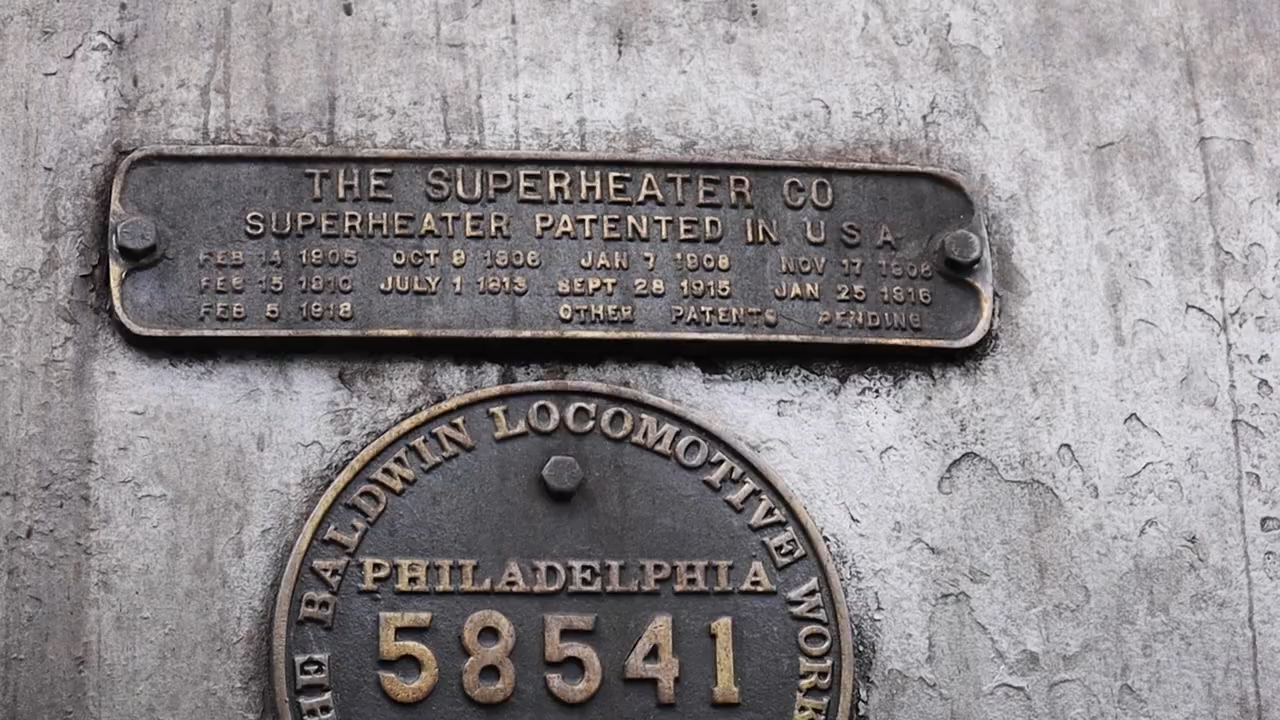 THE SUPERHEATER CO
SUPERHEATER PATENTED IN U S A
FEB 14 1905 OCT 9 1906 JAN 7 1908 NOV 17 1908
FEB 15 1910 JULY 1 1913 SEPT 28 1915 JAN 25 1916
FEB 5 1918 OTHER PATENTS PENDING
THE BALDWIN LOCOMOTIVE WORK
PHILADELPHIA
58541